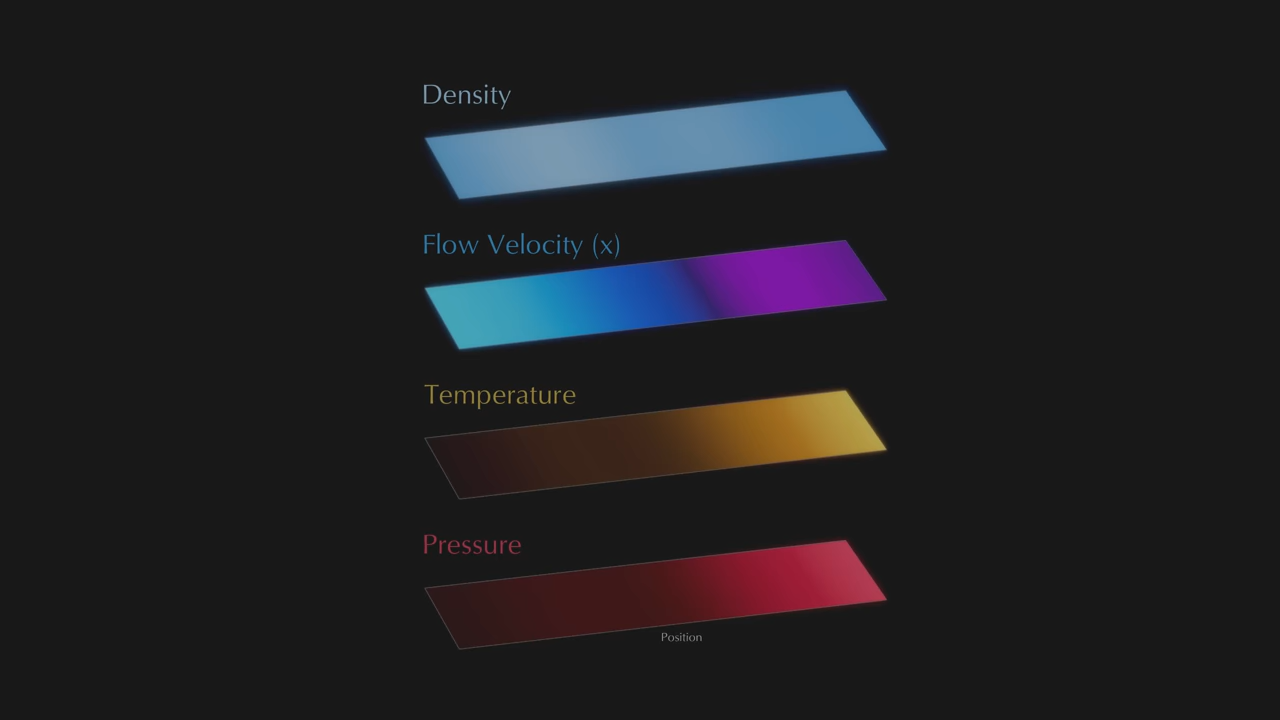 Density
Flow Velocity (x)
Temperature
Pressure
Position